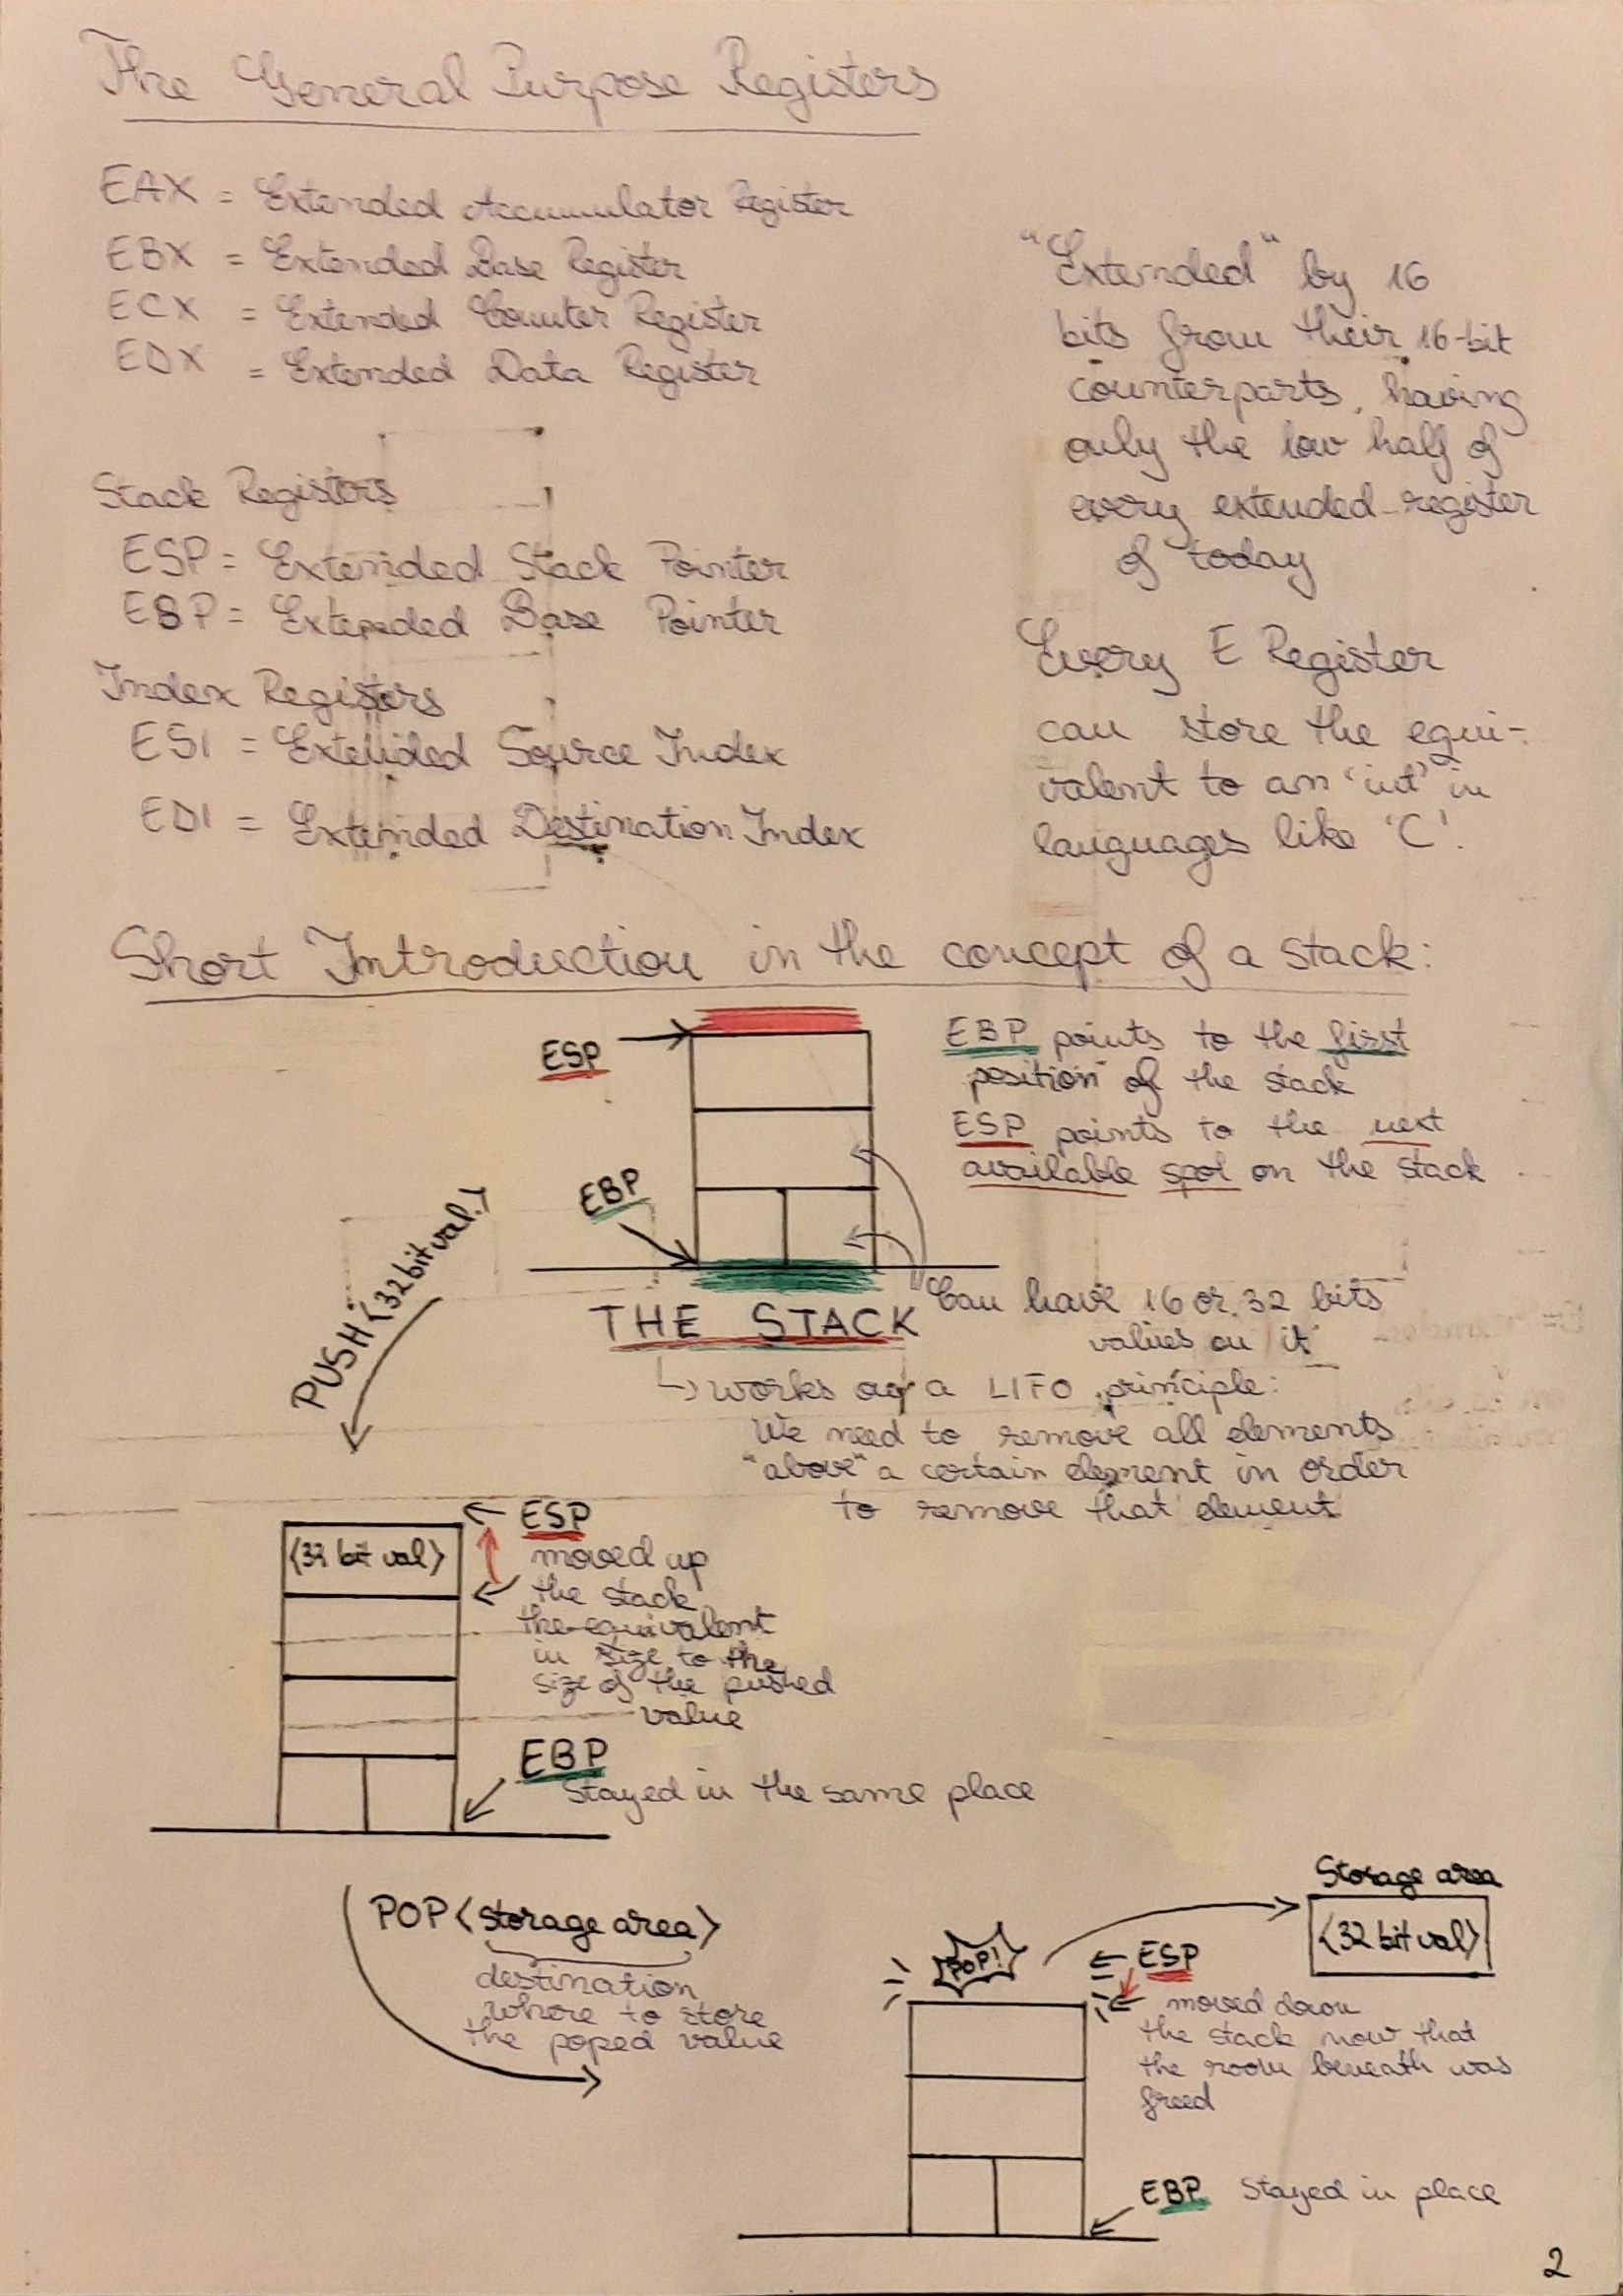 The General Purpose Registers
EAX = Extended Accumulator Register
EBX = Extended Base Register
ECX = Extended Counter Register
EDX = Extended Data Register
"Extended" by 16
bits from their 16-bit
counterparts, having
only the low half of
every extended register
of today
Stack Registers
ESP = Extended Stack Pointer
EBP = Extended Base Pointer
Index Registers
ESI = Extended Source Index
EDI = Extended Destination Index
Every E Register
can store the equi-
valent to an 'int' in
languages like 'C'.
Short Introduction in the concept of a stack:
ESP
EBP
EBP points to the first
position of the stack
ESP points to the next
available spot on the stack
THE STACK
Can have 16 or 32 bits
values on it
↳ works on a LIFO principle:
We need to remove all elements
"above" a certain element in order
to remove that element
PUSH <32bit val.>
<32 bit val>
ESP
moved up
the stack
the equivalent
in size to the
size of the pushed
value
EBP
Stayed in the same place
POP <storage area>
destination
where to store
the poped value
Storage area
<32 bit val>
POP!
ESP
moved down
the stack now that
the room beneath was
freed
EBP Stayed in place
2